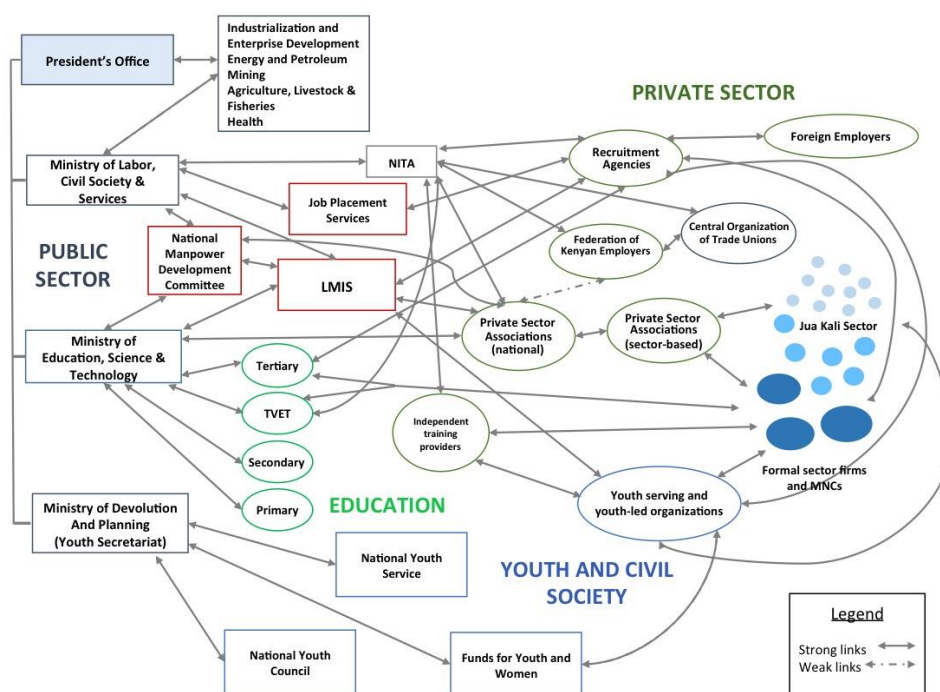 President's Office
Industrialization and
Enterprise Development
Energy and Petroleum
Mining
Agriculture, Livestock &
Fisheries
Health
PRIVATE SECTOR
Foreign Employers
Recruitment
Agencies
NITA
Ministry of Labor,
Civil Society &
Services
Job Placement
Services
Central Organization
of Trade Unions
Federation of
Kenyan Employers
National
Manpower
Development
Committee
PUBLIC
SECTOR
LMIS
Jua Kali Sector
Private Sector
Associations
(national)
Private Sector
Associations
(sector-based)
Ministry of
Education, Science &
Technology
Tertiary
TVET
Independent
training
providers
Secondary
Primary
EDUCATION
Formal sector firms
and MNCs
Youth serving and
youth-led organizations
Ministry of Devolution
And Planning
(Youth Secretariat)
National Youth
Service
YOUTH AND CIVIL
SOCIETY
National Youth
Council
Funds for Youth and
Women
Legend
Strong links
Weak links